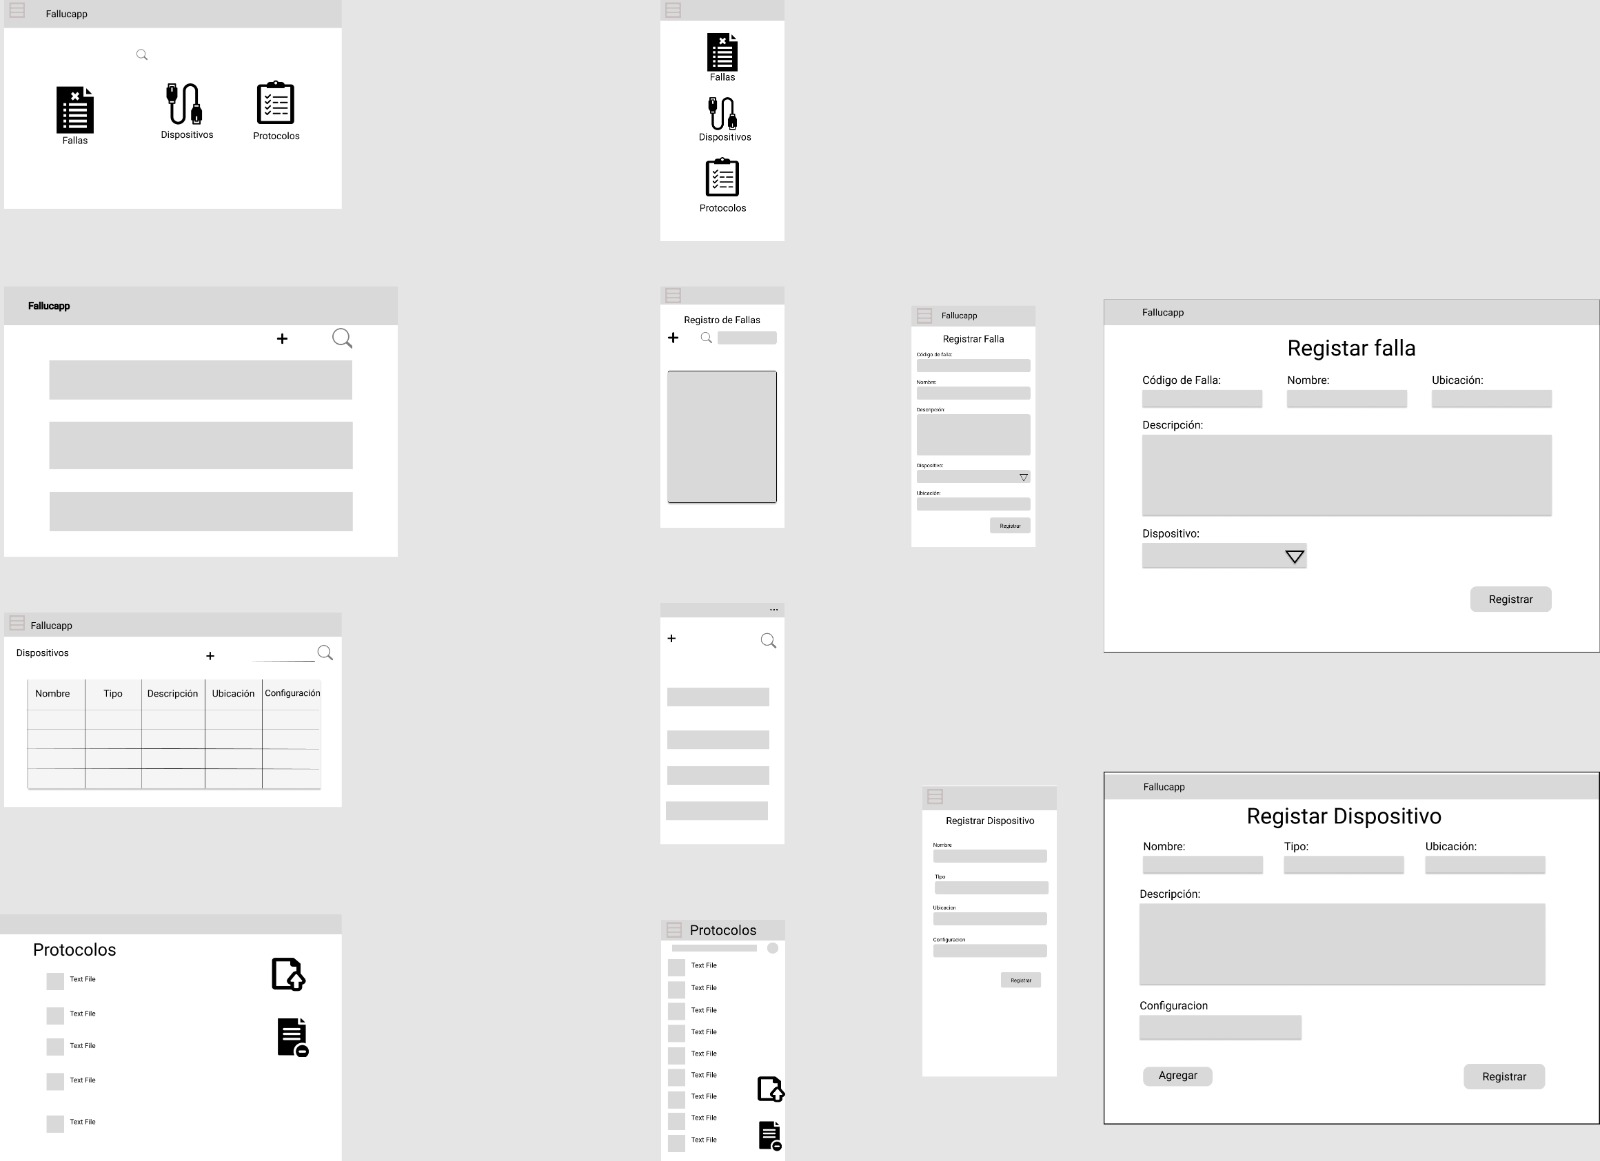 Fallucapp
Fallas
Dispositivos
Protocolos
Fallas
Dispositivos
Protocolos
Fallucapp
Registro de Fallas
Fallucapp
Registrar Falla
Código de falla:
Nombre:
Descripción:
Dispositivo:
Ubicación:
Registrar
Fallucapp
Registar falla
Código de Falla: Nombre: Ubicación:
Descripción:
Dispositivo:
Registrar
Fallucapp
Dispositivos
Nombre Tipo Descripción Ubicación Configuración
Registrar Dispositivo
Nombre
Tipo
Ubicacion
Configuracion
Registrar
Fallucapp
Registar Dispositivo
Nombre: Tipo: Ubicación:
Descripción:
Configuracion
Agregar Registrar
Protocolos
Text File
Text File
Text File
Text File
Text File
Protocolos
Text File
Text File
Text File
Text File
Text File
Text File
Text File
Text File
Text File